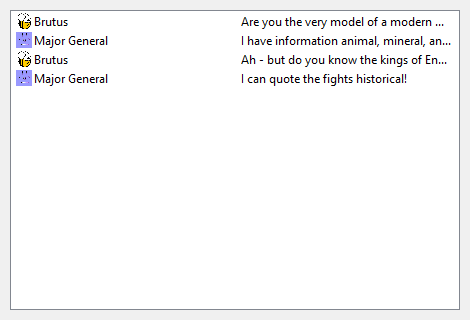 Brutus Are you the very model of a modern ...
Major General I have information animal, mineral, an...
Brutus Ah - but do you know the kings of En...
Major General I can quote the fights historical!